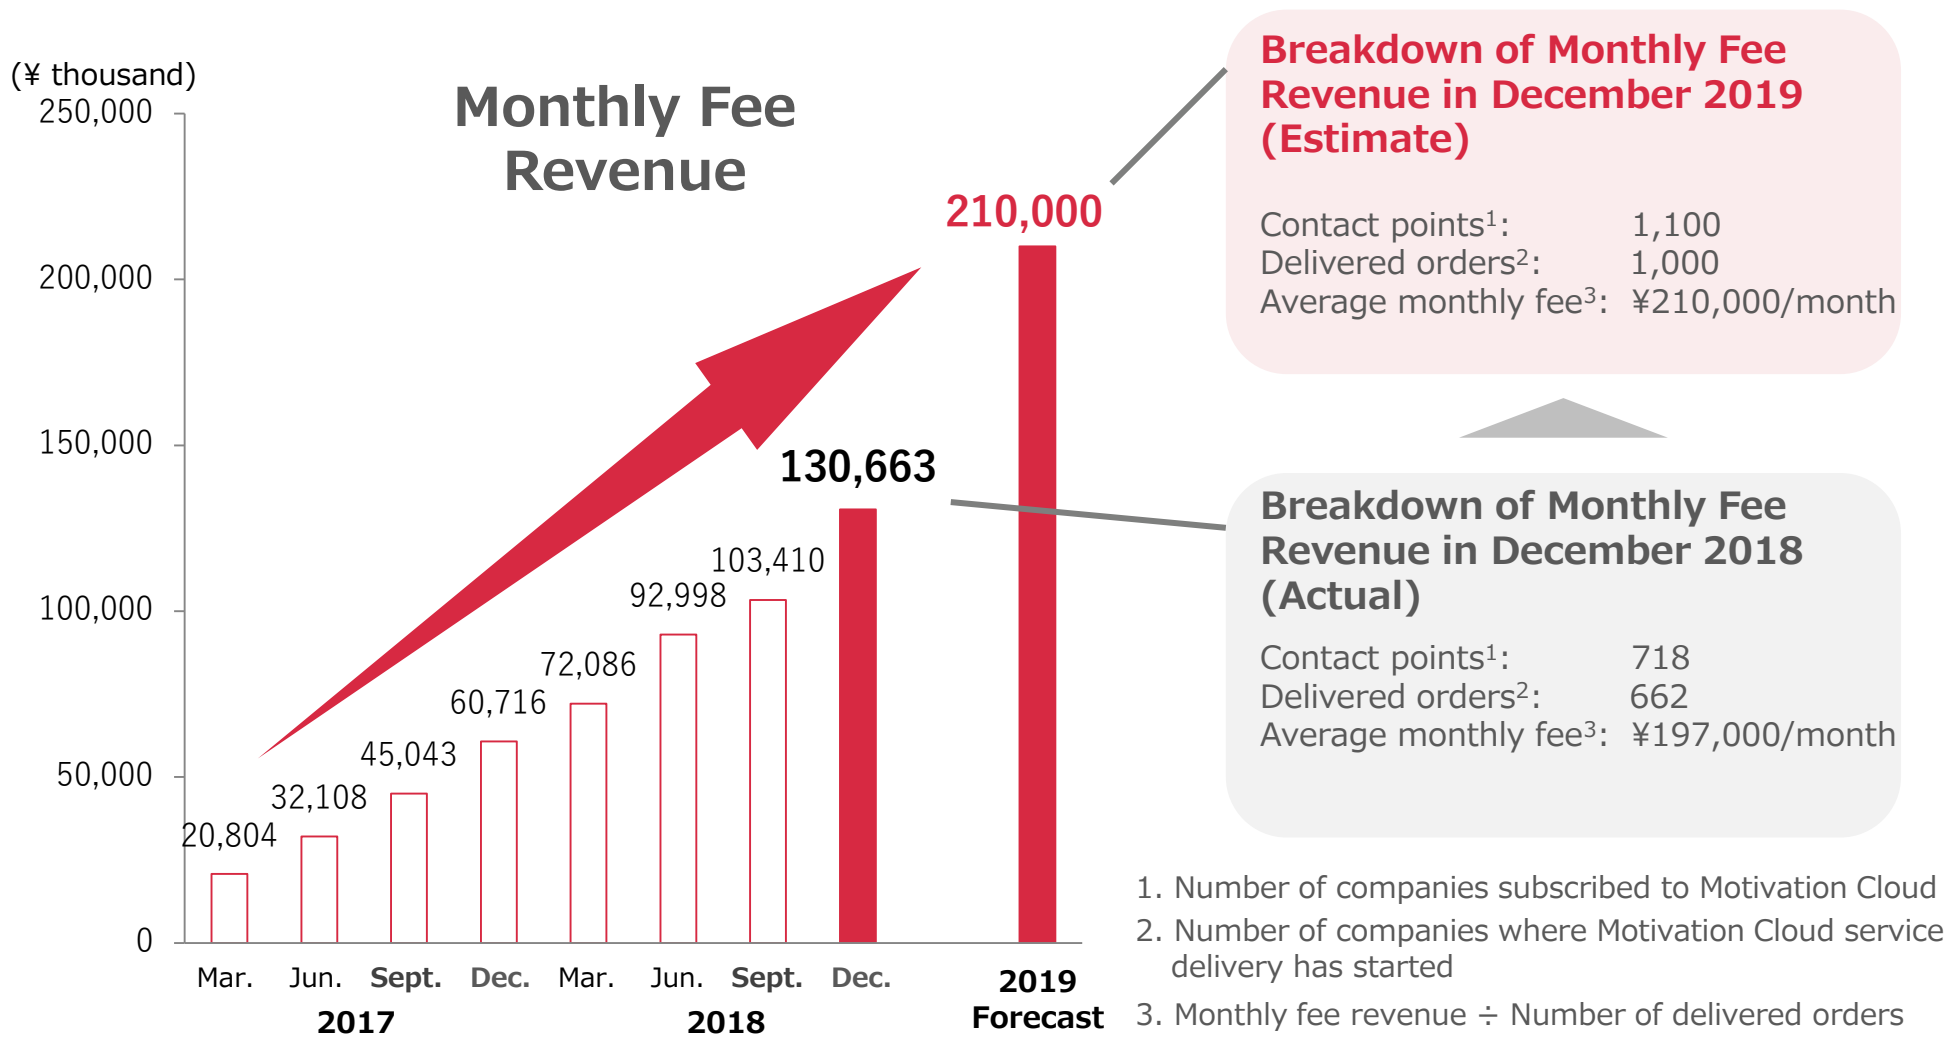 (¥ thousand)
250,000
200,000
150,000
100,000
50,000
0
Monthly Fee
Revenue
20,804
32,108
45,043
60,716
72,086
92,998
103,410
130,663
210,000
Mar.
Jun.
Sept.
Dec.
Mar.
Jun.
Sept.
Dec.
2017
2018
2019
Forecast
Breakdown of Monthly Fee
Revenue in December 2019
(Estimate)
Contact points¹: 1,100
Delivered orders²: 1,000
Average monthly fee³: ¥210,000/month
Breakdown of Monthly Fee
Revenue in December 2018
(Actual)
Contact points¹: 718
Delivered orders²: 662
Average monthly fee³: ¥197,000/month
1. Number of companies subscribed to Motivation Cloud
2. Number of companies where Motivation Cloud service
delivery has started
3. Monthly fee revenue ÷ Number of delivered orders